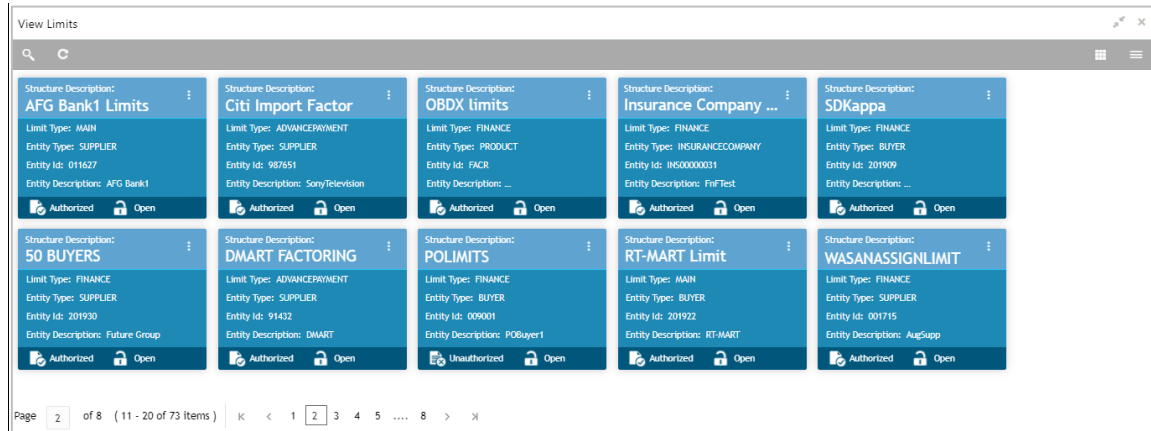 View Limits
Structure Description:
AFG Bank1 Limits
Limit Type: MAIN
Entity Type: SUPPLIER
Entity Id: 011627
Entity Description: AFG Bank1
Authorized Open
Structure Description:
Citi Import Factor
Limit Type: ADVANCEPAYMENT
Entity Type: SUPPLIER
Entity Id: 987651
Entity Description: SonyTelevision
Authorized Open
Structure Description:
OBDX limits
Limit Type: FINANCE
Entity Type: PRODUCT
Entity Id: FACR
Entity Description: ...
Authorized Open
Structure Description:
Insurance Company ...
Limit Type: FINANCE
Entity Type: INSURANCECOMPANY
Entity Id: INS00000031
Entity Description: FnFTest
Authorized Open
Structure Description:
SDKappa
Limit Type: FINANCE
Entity Type: BUYER
Entity Id: 201909
Entity Description: ...
Authorized Open
Structure Description:
50 BUYERS
Limit Type: FINANCE
Entity Type: SUPPLIER
Entity Id: 201930
Entity Description: Future Group
Authorized Open
Structure Description:
DMART FACTORING
Limit Type: ADVANCEPAYMENT
Entity Type: SUPPLIER
Entity Id: 91432
Entity Description: DMART
Authorized Open
Structure Description:
POLIMITS
Limit Type: FINANCE
Entity Type: BUYER
Entity Id: 009001
Entity Description: POBuyer1
Unauthorized Open
Structure Description:
RT-MART Limit
Limit Type: MAIN
Entity Type: BUYER
Entity Id: 201922
Entity Description: RT-MART
Authorized Open
Structure Description:
WASANASSIGNLIMIT
Limit Type: FINANCE
Entity Type: SUPPLIER
Entity Id: 001715
Entity Description: AugSupp
Authorized Open
Page 2 of 8 ( 11 - 20 of 73 items ) K < 1 2 3 4 5 .... 8 > Ж